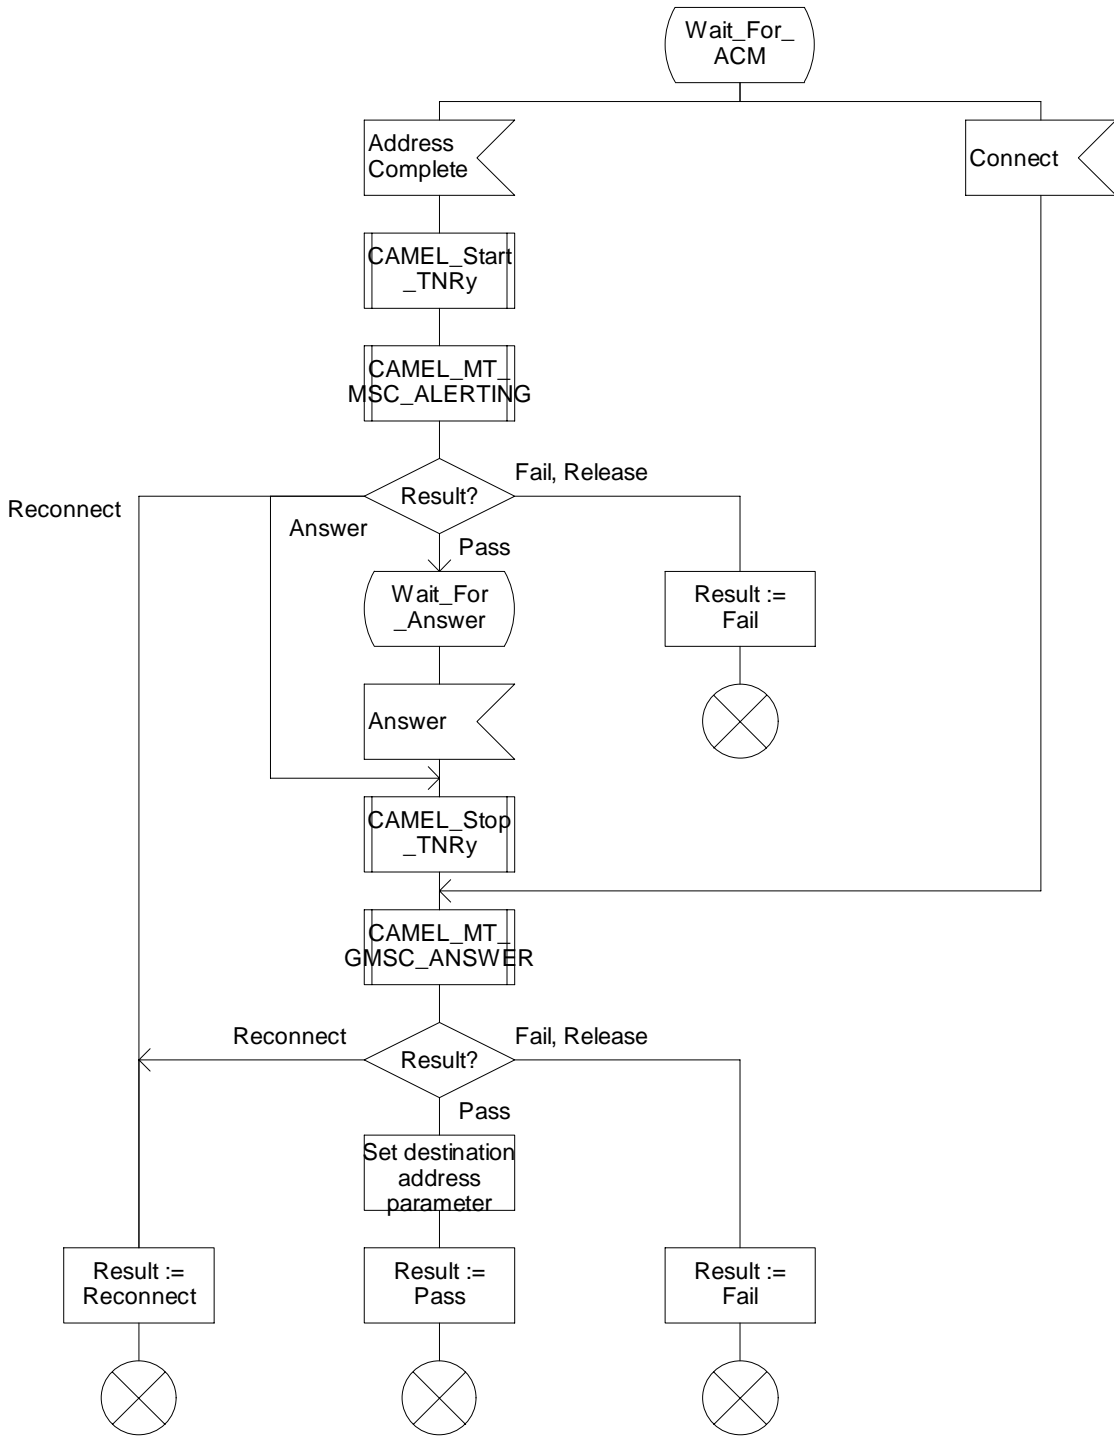 Wait_For_
ACM
Address
Complete
Connect
CAMEL_Start
_TNRy
CAMEL_MT_
MSC_ALERTING
Fail, Release
Result?
Reconnect
Answer
Pass
Wait_For
_Answer
Result :=
Fail
Answer
CAMEL_Stop
_TNRy
CAMEL_MT_
GMSC_ANSWER
Reconnect
Fail, Release
Result?
Pass
Set destination
address
parameter
Result :=
Reconnect
Result :=
Pass
Result :=
Fail